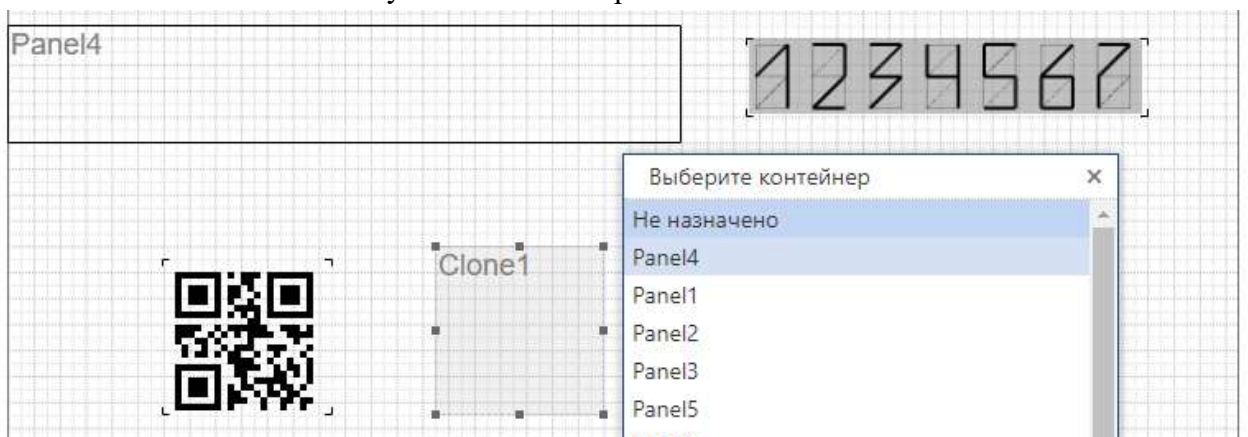 Panel4
1234567
Выберите контейнер
Не назначено
Clone1
Panel4
Panel1
Panel2
Panel3
Panel5